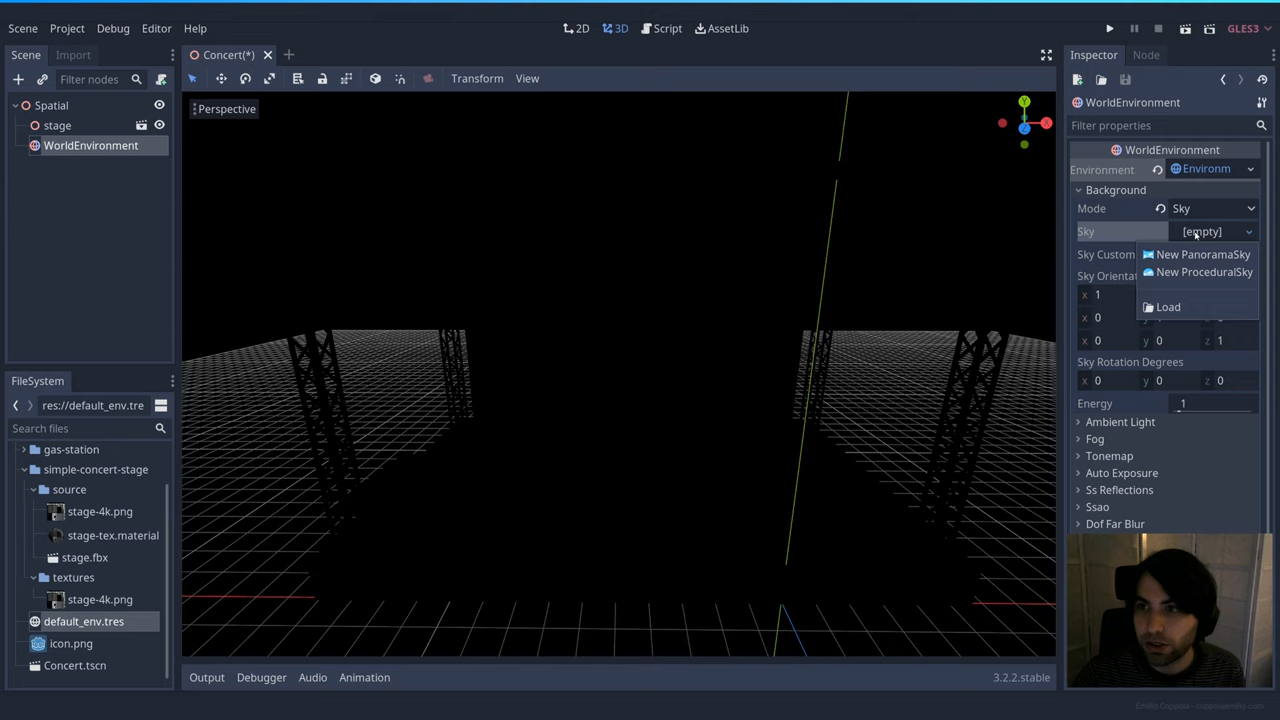 Scene Project Debug Editor Help
2D 3D Script AssetLib
GLES3
Scene Import
Concert(*)
Inspector Node
Filter nodes
Transform View
Perspective
Y
X
Z
Spatial
stage
WorldEnvironment
WorldEnvironment
Filter properties
WorldEnvironment
Environment Environm
Background
Mode Sky
Sky [empty]
Sky Custom
New PanoramaSky
New ProceduralSky
Load
Sky Orienta
x 1
x 0
x 0 y 0 z 1
Sky Rotation Degrees
x 0 y 0 z 0
Energy 1
Ambient Light
Fog
Tonemap
Auto Exposure
Ss Reflections
Ssao
Dof Far Blur
FileSystem
res://default_env.tre
Search files
gas-station
simple-concert-stage
source
stage-4k.png
stage-tex.material
stage.fbx
textures
stage-4k.png
default_env.tres
icon.png
Concert.tscn
Output Debugger Audio Animation
3.2.2.stable
Emilio Coppola - coppolaemilio.com